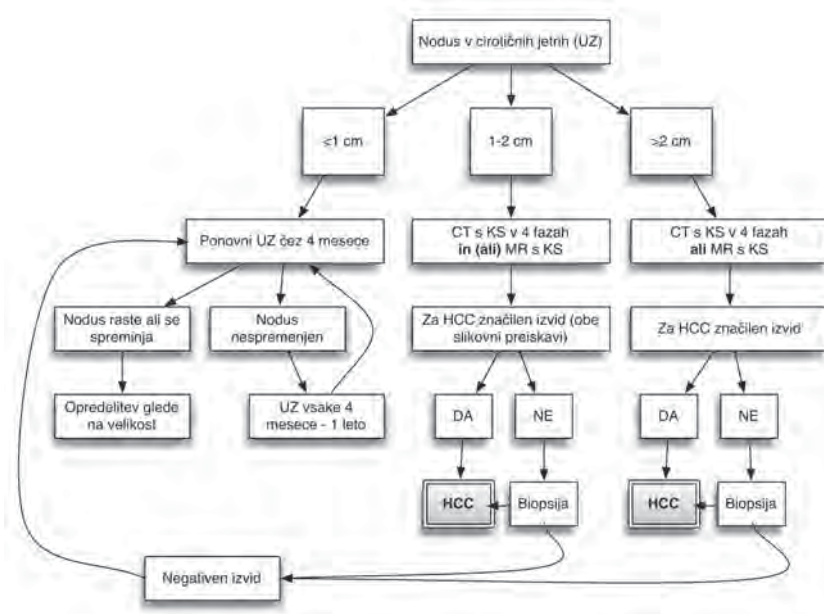 Nodus v cirotičnih jetrih (UZ)
<1 cm
1-2 cm
>2 cm
Ponovni UZ čez 4 mesece
CT s KS v 4 fazah
in (ali) MR s KS
CT s KS v 4 fazah
ali MR s KS
Nodus raste ali se
spreminja
Nodus
nespremenjen
Za HCC značilen izvid (obe
slikovni preiskavi)
Za HCC značilen izvid
Opredelitev glede
na velikost
UZ vsake 4
mesece - 1 leto
DA
NE
DA
NE
HCC
Biopsija
HCC
Biopsija
Negativen izvid